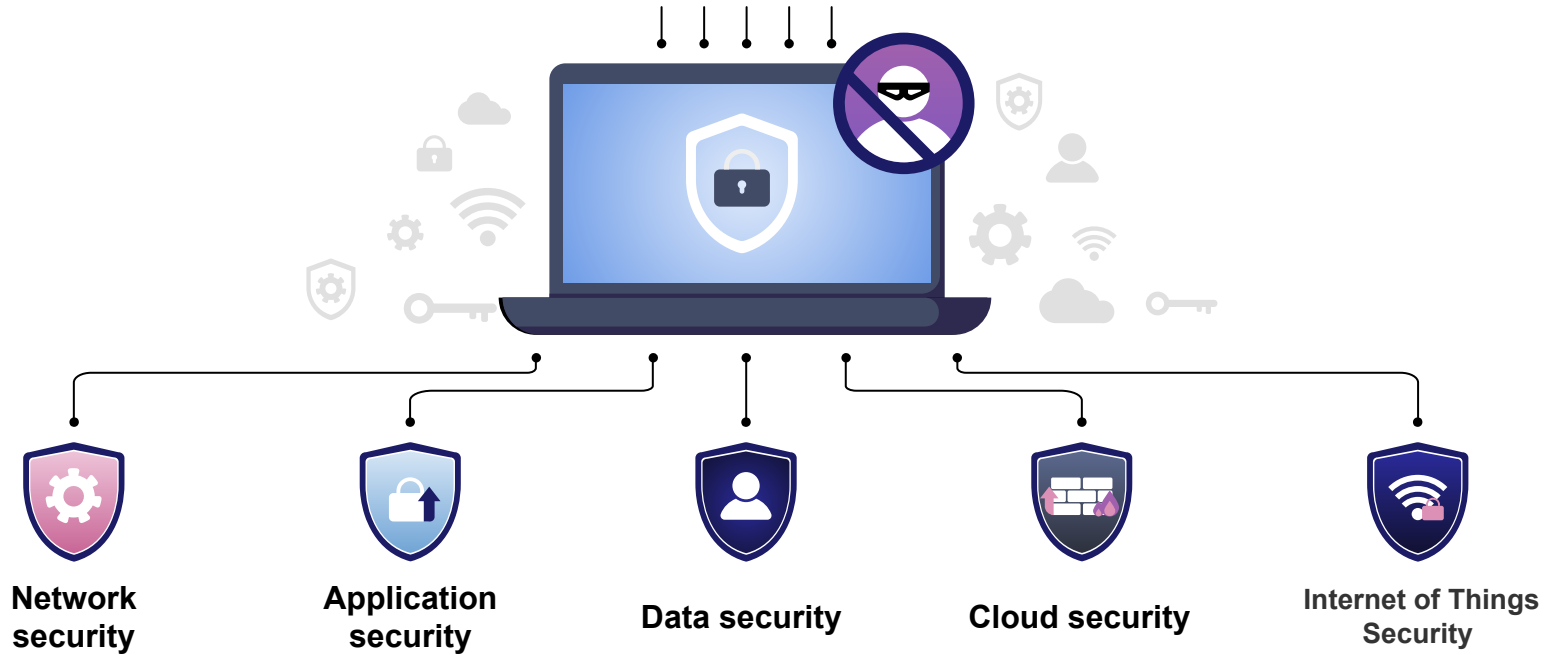 Network
security
Application
security
Data security
Cloud security
Internet of Things
Security